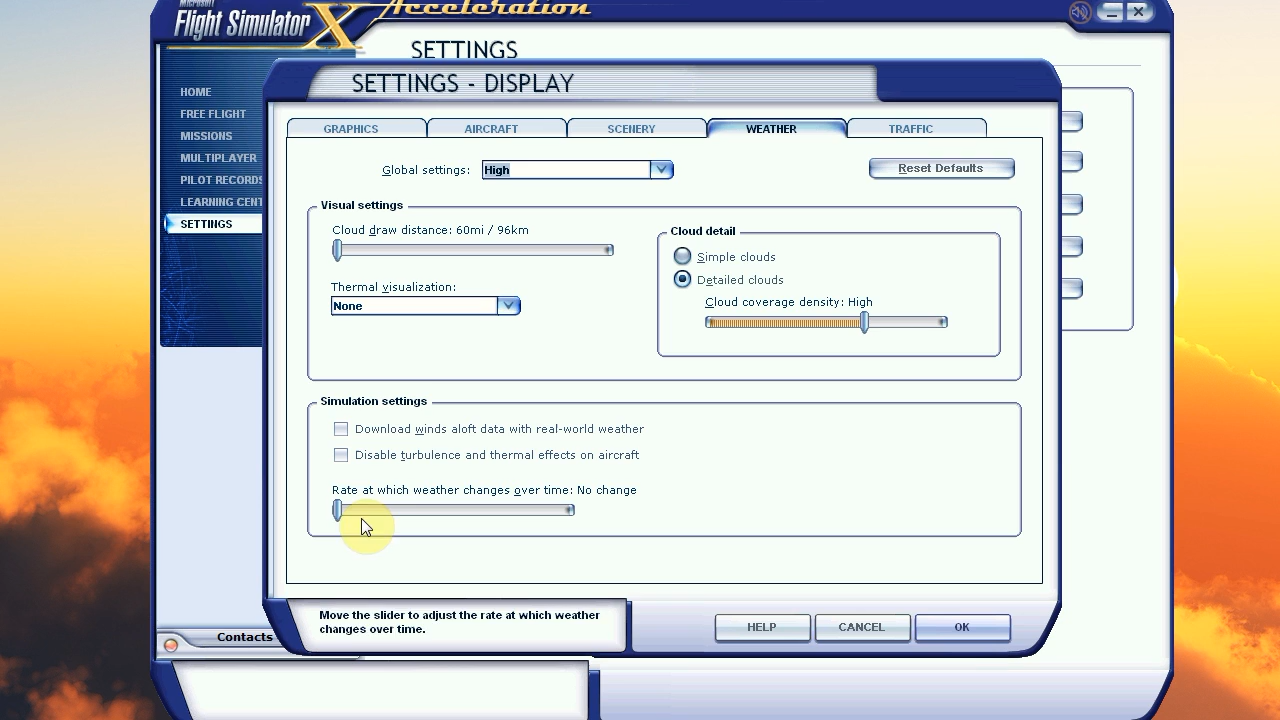 Microsoft
Flight Simulator X
Acceleration
SETTINGS
SETTINGS - DISPLAY
HOME
FREE FLIGHT
MISSIONS
MULTIPLAYER
PILOT RECORDS
LEARNING CENT
SETTINGS
GRAPHICS
AIRCRAFT
SCENERY
WEATHER
TRAFFIC
Global settings:
High
Reset Defaults
Visual settings
Cloud draw distance: 60mi / 96km
Thermal visualization:
None
Cloud detail
Simple clouds
Detailed clouds
Cloud coverage density: High
Simulation settings
Download winds aloft data with real-world weather
Disable turbulence and thermal effects on aircraft
Rate at which weather changes over time: No change
Move the slider to adjust the rate at which weather
changes over time.
HELP
CANCEL
OK
Contacts